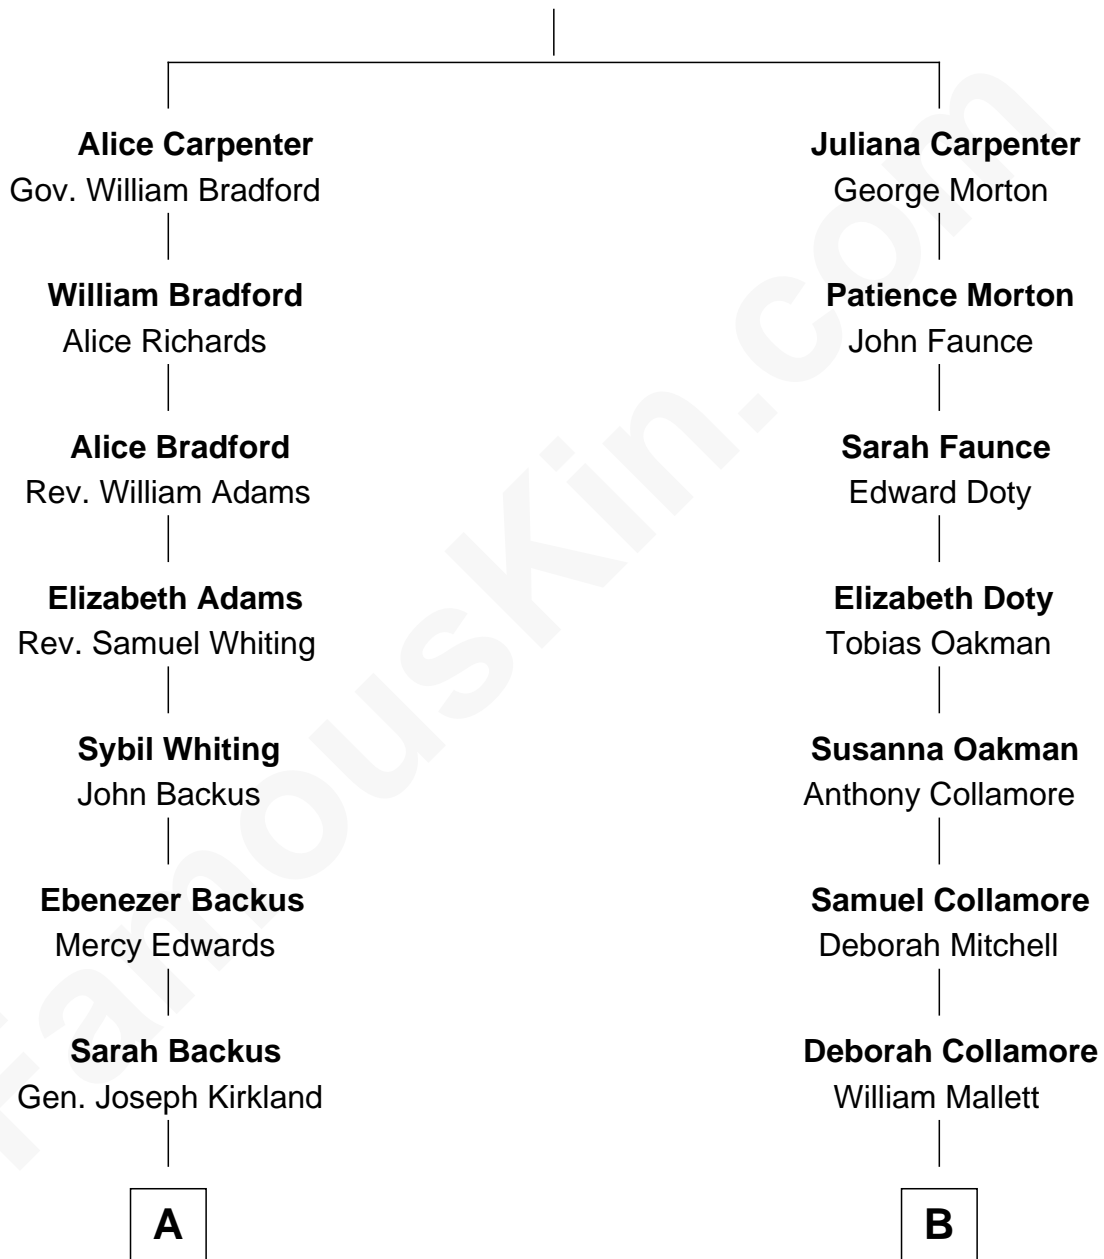 Alice Carpenter
Gov. William Bradford
William Bradford
Alice Richards
Alice Bradford
Rev. William Adams
Elizabeth Adams
Rev. Samuel Whiting
Sybil Whiting
John Backus
Ebenezer Backus
Mercy Edwards
Sarah Backus
Gen. Joseph Kirkland
A
Juliana Carpenter
George Morton
Patience Morton
John Faunce
Sarah Faunce
Edward Doty
Elizabeth Doty
Tobias Oakman
Susanna Oakman
Anthony Collamore
Samuel Collamore
Deborah Mitchell
Deborah Collamore
William Mallett
B
FamousKin.com